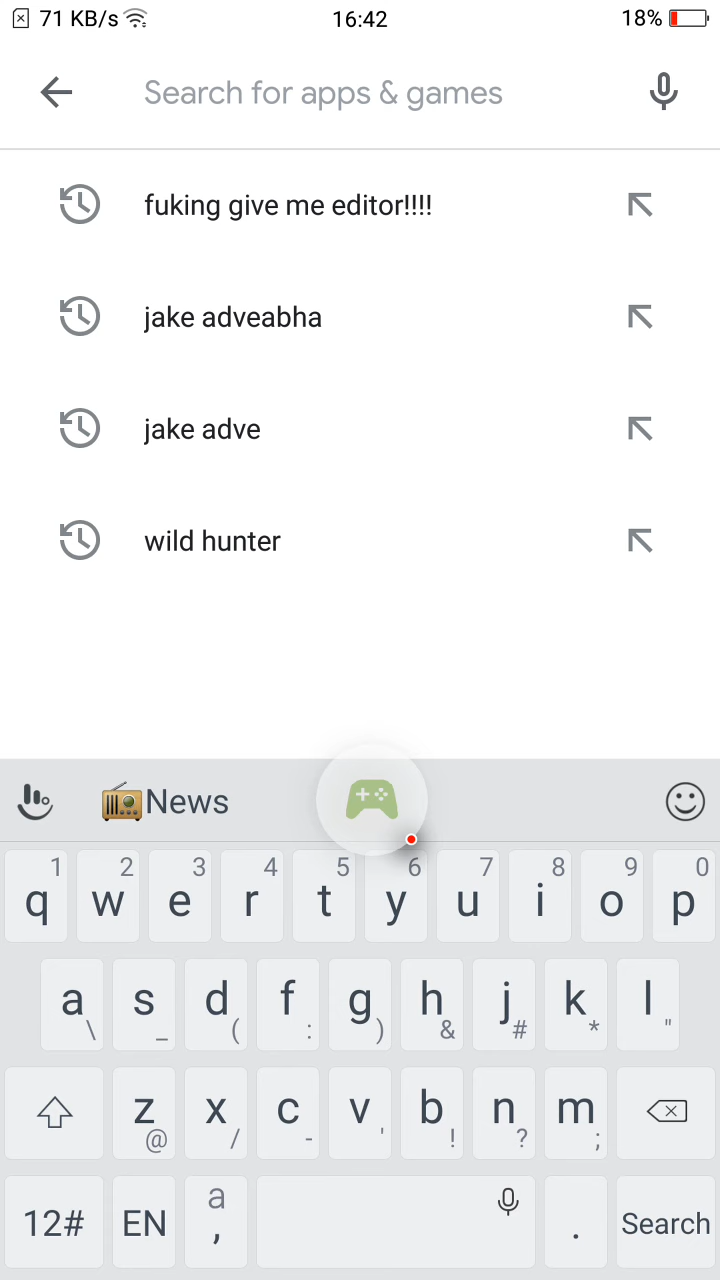 71 KB/s 16:42 18%
Search for apps & games
fuking give me editor!!!!
jake adveabha
jake adve
wild hunter
News
1 2 3 4 5 6 7 8 9 0
q w e r t y u i o p
a s d f g h j k l
\ _ ( : ) & # * "
z x c v b n m
@ / - ' ! ? ;
12# EN a , . Search